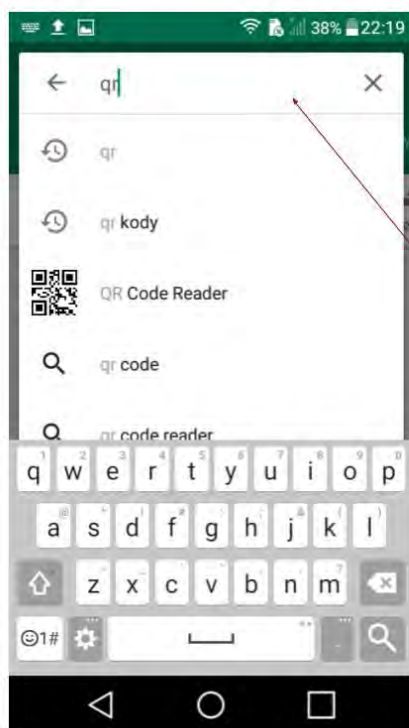 38% 22:19
qr
qr
qr kody
QR Code Reader
qr code
qr code reader
1 2 3 4 5 6 7 8 9 0
q w e r t y u i o p
a s d f g h j k l
z x c v b n m
1# .